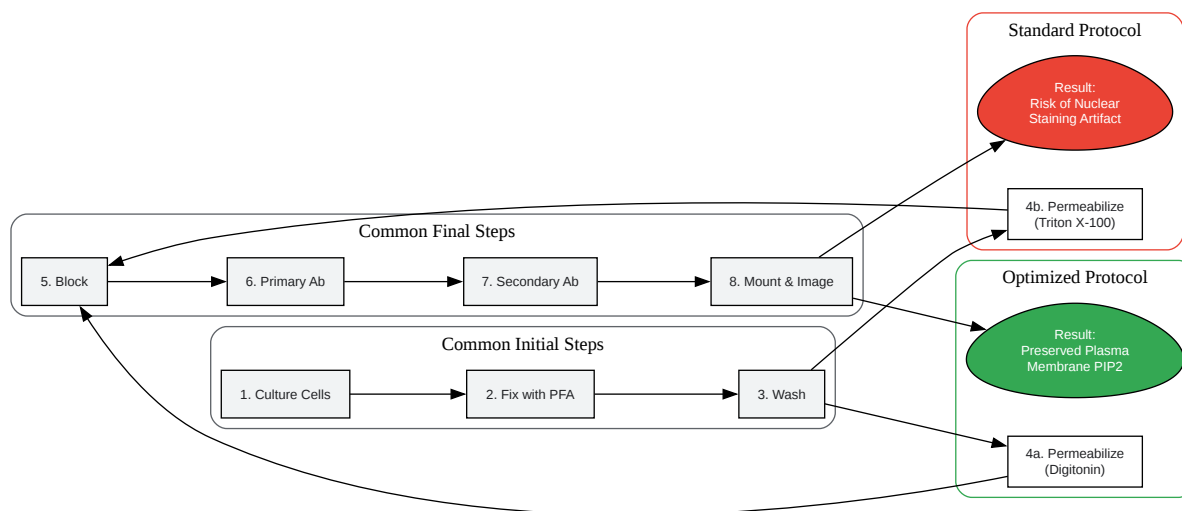 Standard Protocol
Result:
Risk of Nuclear
Staining Artifact
4b. Permeabilize
(Triton X-100)
Common Final Steps
5. Block
6. Primary Ab
7. Secondary Ab
8. Mount & Image
Optimized Protocol
Result:
Preserved Plasma
Membrane PIP2
Common Initial Steps
1. Culture Cells
2. Fix with PFA
3. Wash
4a. Permeabilize
(Digitonin)